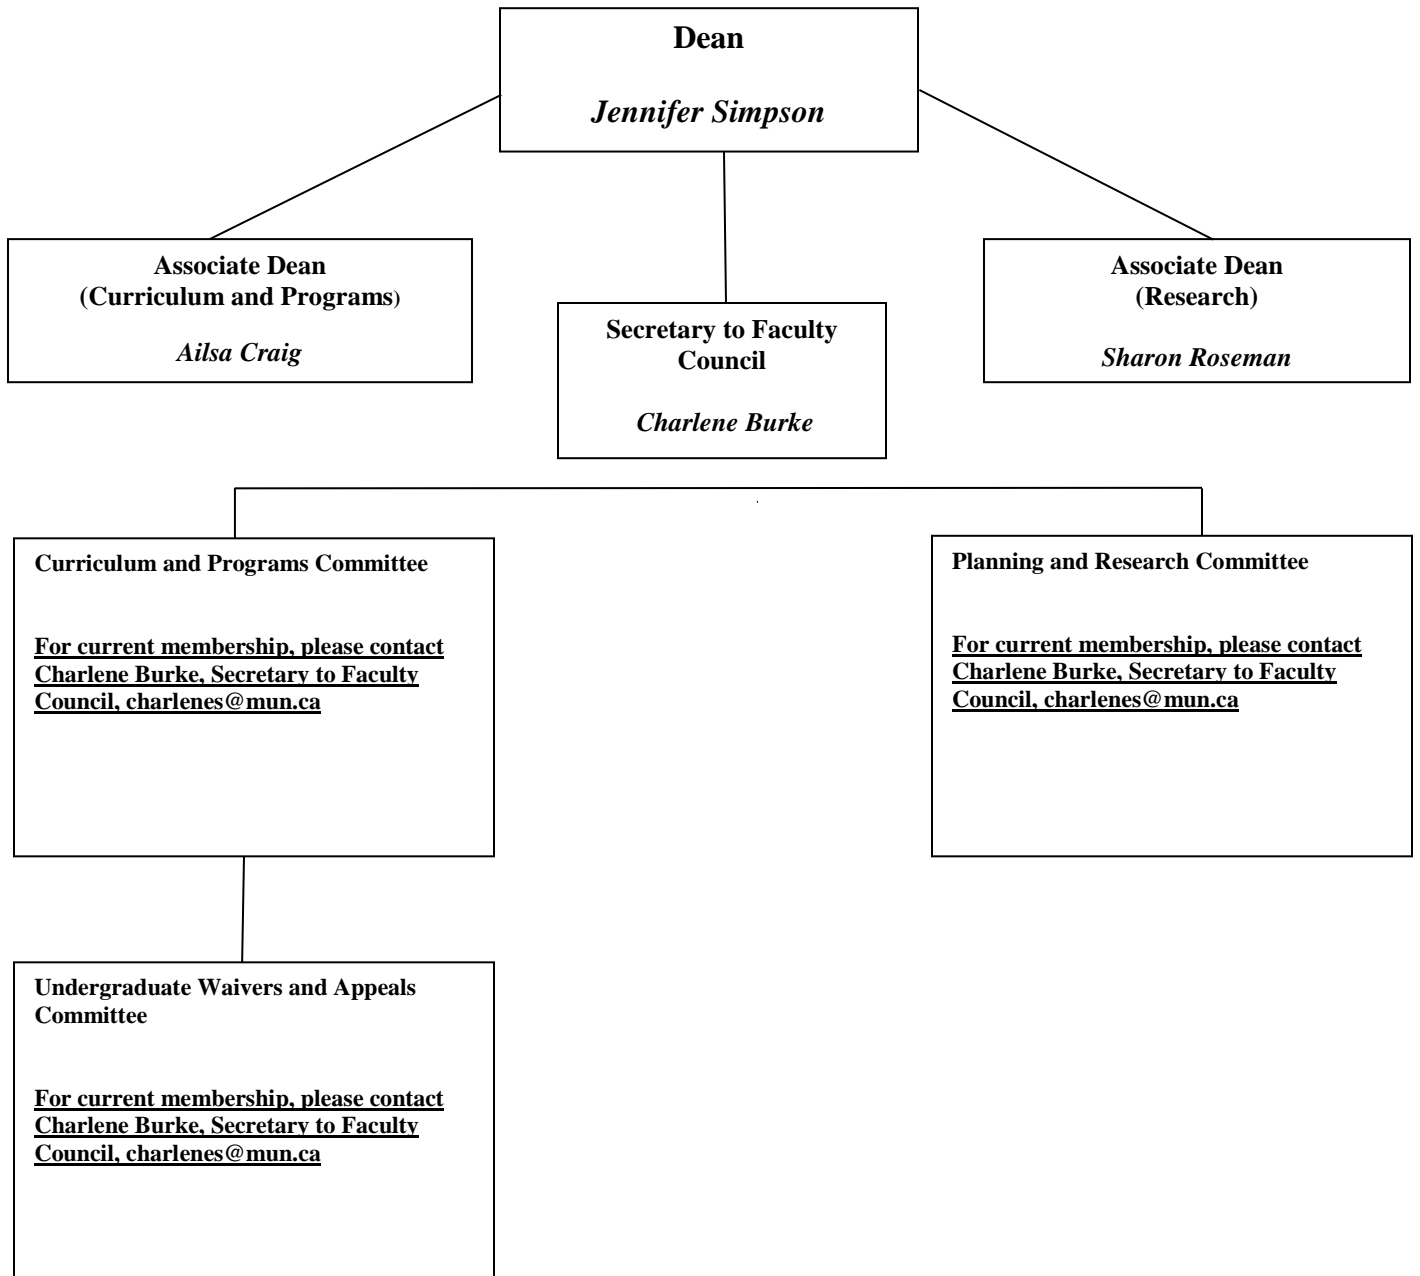 Dean
Jennifer Simpson
Associate Dean
(Curriculum and Programs)
Ailsa Craig
Secretary to Faculty
Council
Charlene Burke
Associate Dean
(Research)
Sharon Roseman
Curriculum and Programs Committee
For current membership, please contact
Charlene Burke, Secretary to Faculty
Council, charlenes@mun.ca
Planning and Research Committee
For current membership, please contact
Charlene Burke, Secretary to Faculty
Council, charlenes@mun.ca
Undergraduate Waivers and Appeals
Committee
For current membership, please contact
Charlene Burke, Secretary to Faculty
Council, charlenes@mun.ca